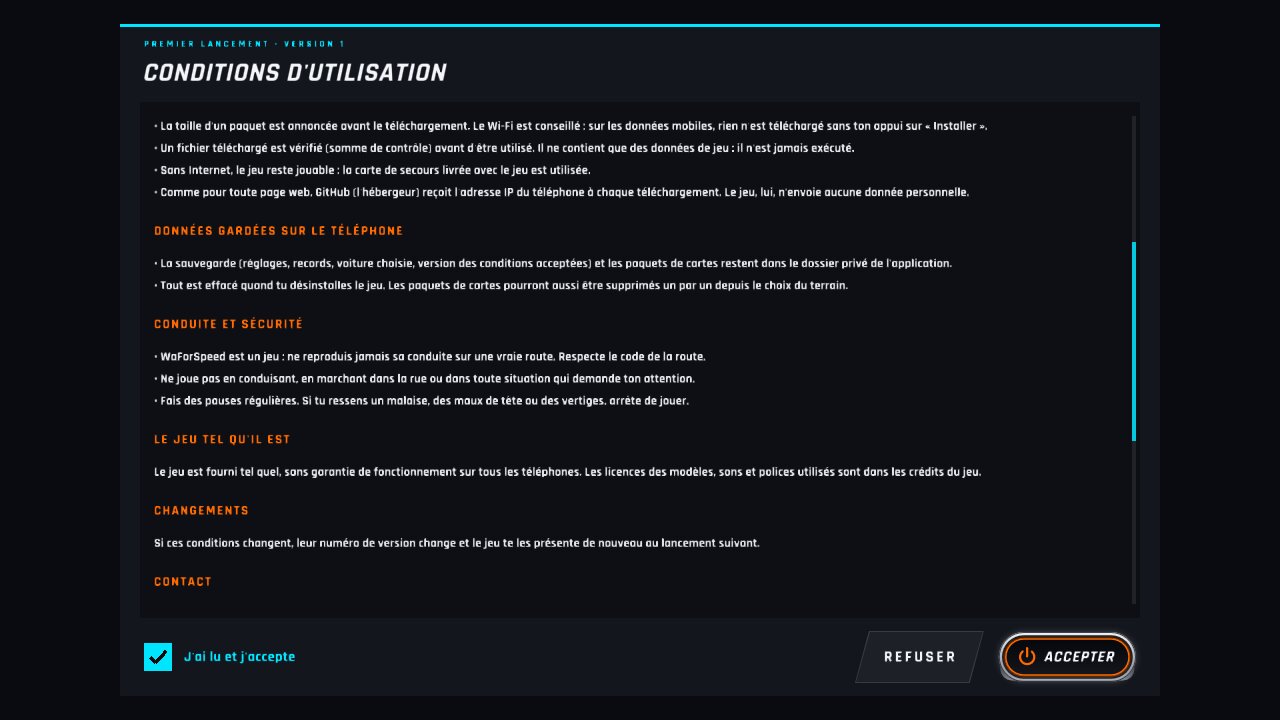 PREMIER LANCEMENT · VERSION 1
CONDITIONS D'UTILISATION
• La taille d'un paquet est annoncée avant le téléchargement. Le Wi-Fi est conseillé : sur les données mobiles, rien n'est téléchargé sans ton appui sur « Installer ».
• Un fichier téléchargé est vérifié (somme de contrôle) avant d'être utilisé. Il ne contient que des données de jeu : il n'est jamais exécuté.
• Sans Internet, le jeu reste jouable : la carte de secours livrée avec le jeu est utilisée.
• Comme pour toute page web, GitHub (l'hébergeur) reçoit l'adresse IP du téléphone à chaque téléchargement. Le jeu, lui, n'envoie aucune donnée personnelle.
DONNÉES GARDÉES SUR LE TÉLÉPHONE
• La sauvegarde (réglages, records, voiture choisie, version des conditions acceptées) et les paquets de cartes restent dans le dossier privé de l'application.
• Tout est effacé quand tu désinstalles le jeu. Les paquets de cartes pourront aussi être supprimés un par un depuis le choix du terrain.
CONDUITE ET SÉCURITÉ
• WaForSpeed est un jeu : ne reproduis jamais sa conduite sur une vraie route. Respecte le code de la route.
• Ne joue pas en conduisant, en marchant dans la rue ou dans toute situation qui demande ton attention.
• Fais des pauses régulières. Si tu ressens un malaise, des maux de tête ou des vertiges, arrête de jouer.
LE JEU TEL QU'IL EST
Le jeu est fourni tel quel, sans garantie de fonctionnement sur tous les téléphones. Les licences des modèles, sons et polices utilisés sont dans les crédits du jeu.
CHANGEMENTS
Si ces conditions changent, leur numéro de version change et le jeu te les présente de nouveau au lancement suivant.
CONTACT
J'ai lu et j'accepte
REFUSER
ACCEPTER